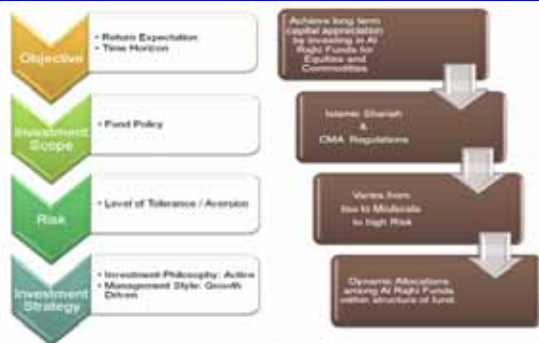 Objective
• Return Expectation
• Time Horizon
Investment
Scope
• Fund Policy
Risk
• Level of Tolerance / Aversion
Investment
Strategy
• Investment Philosophy: Active
• Management Style: Growth
Driven
Achieve long term
capital appreciation
by investing in Al
Rajhi Funds for
Equities and
Commodities
Islamic Shariah
&
CMA Regulations
Varies from
low to Moderate
to high Risk
Dynamic Allocations
among Al Rajhi Funds
within structure of fund.